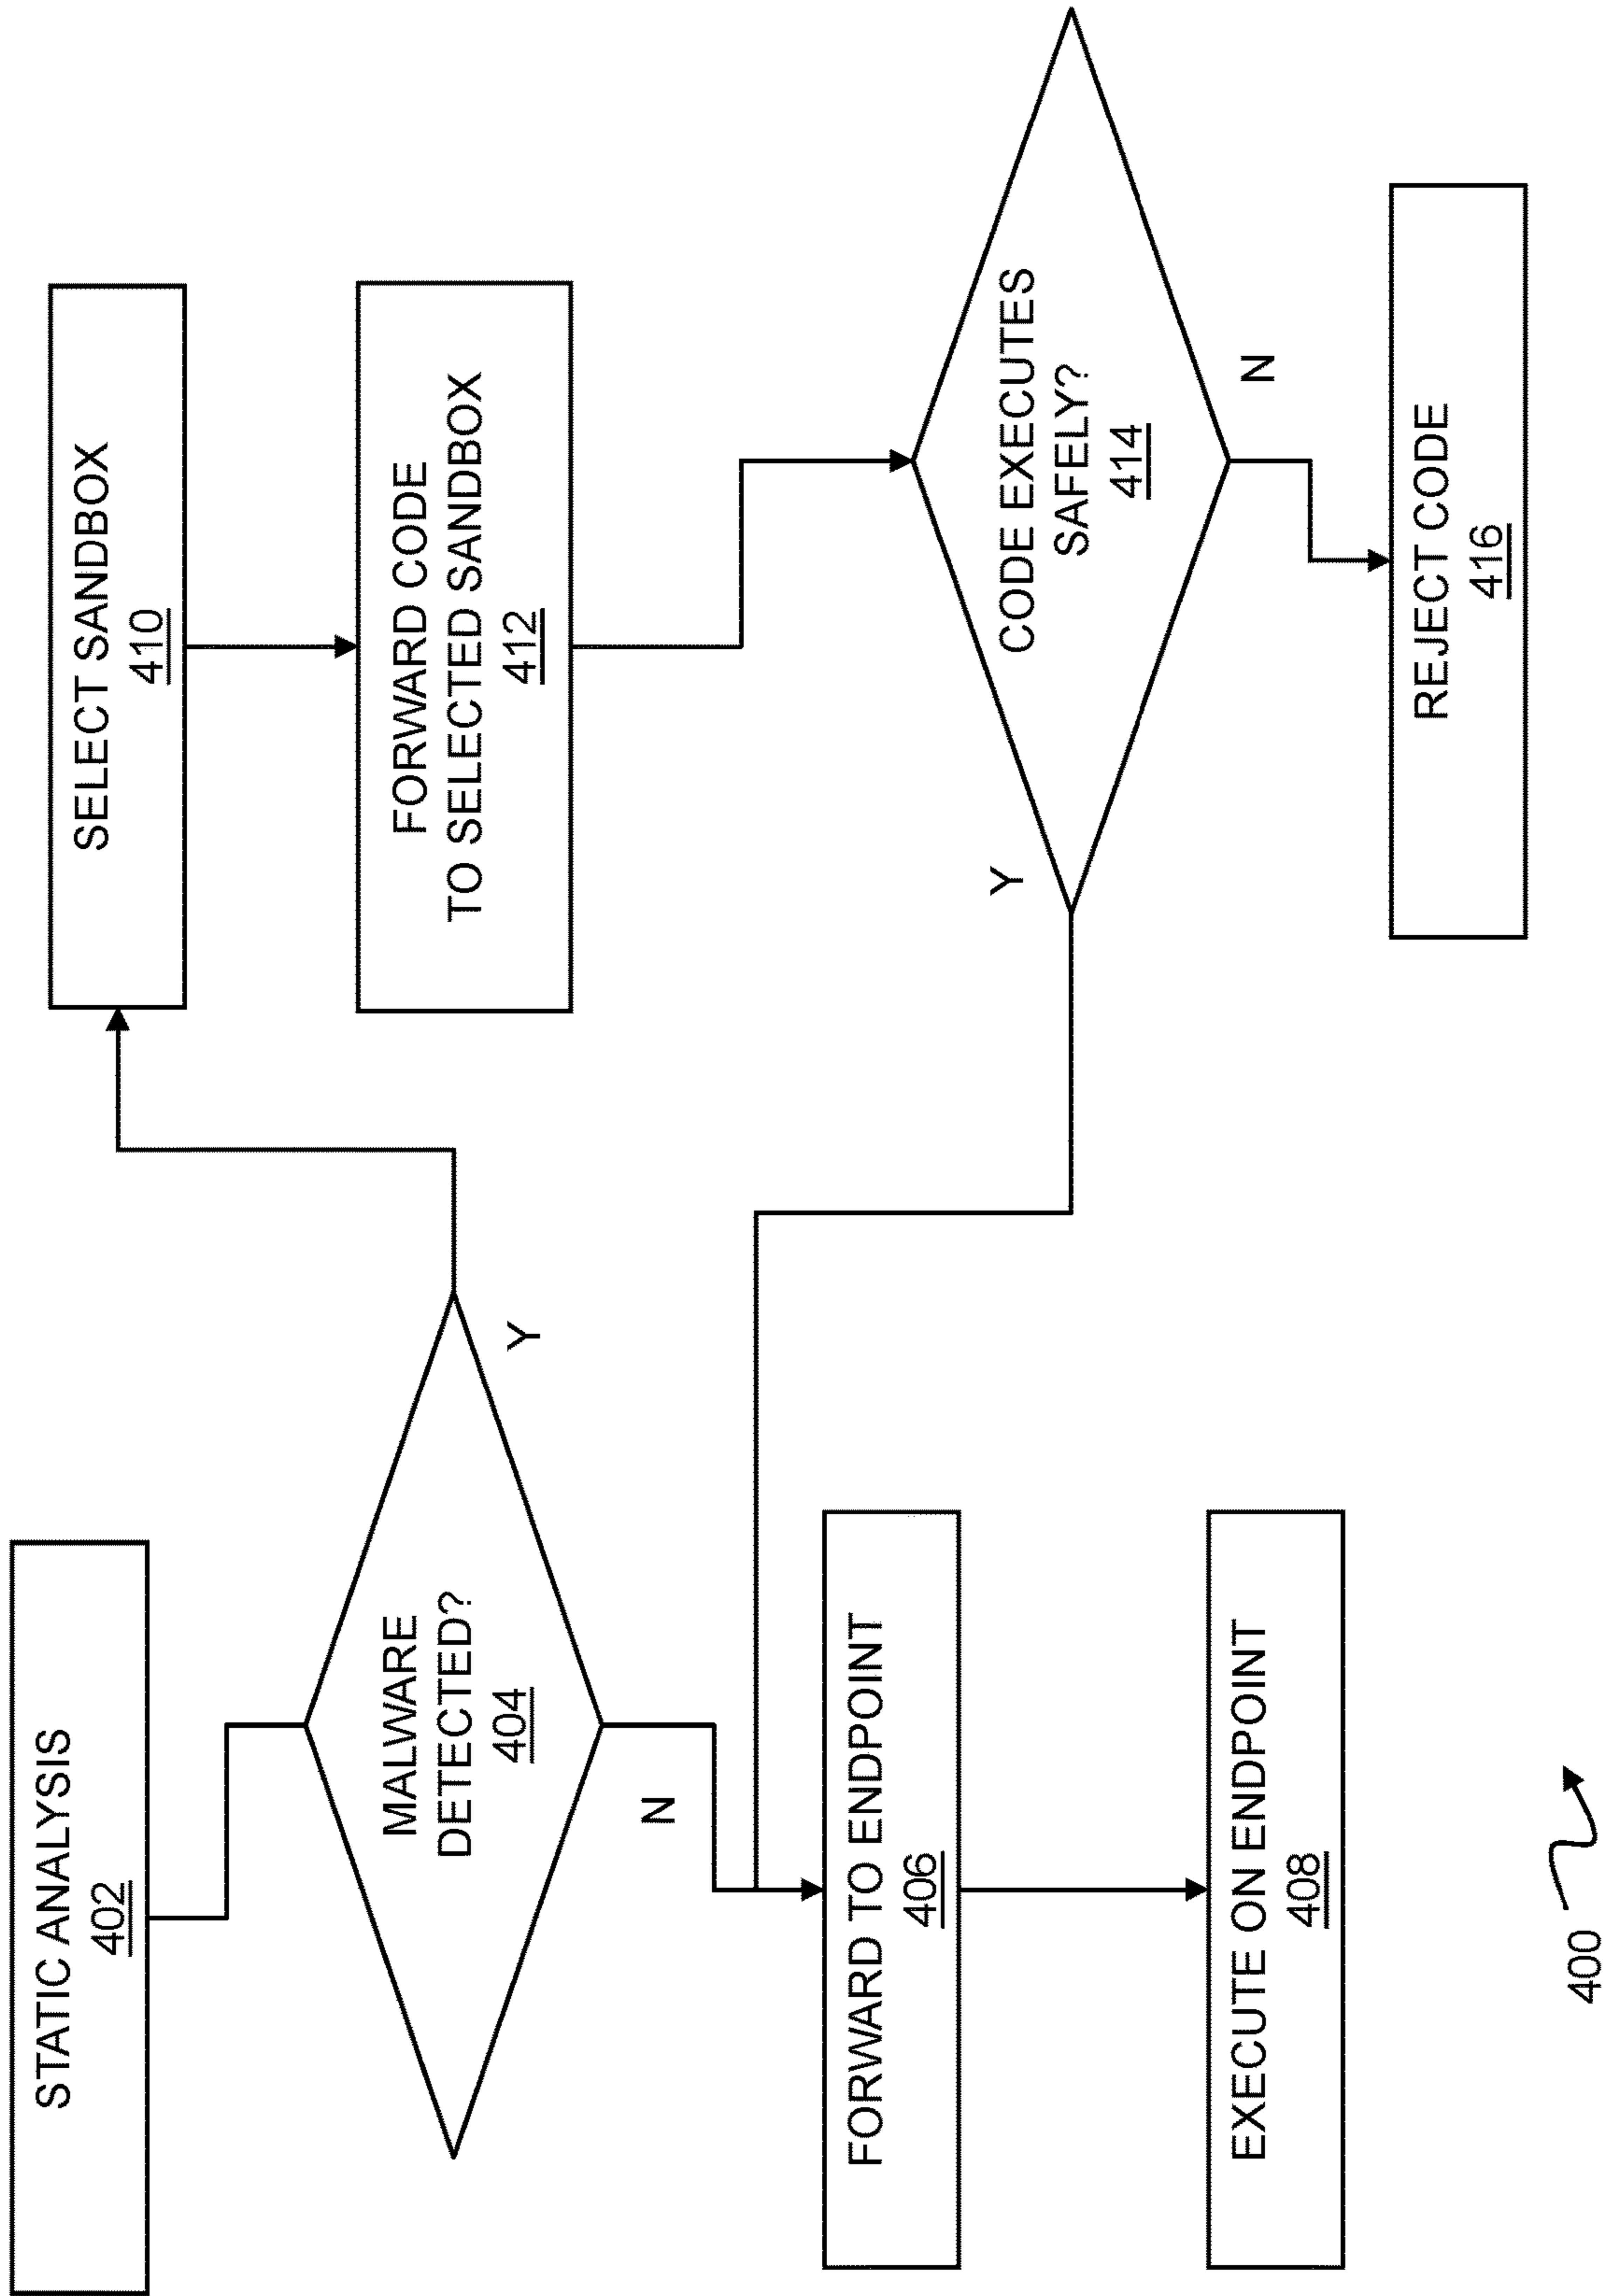 STATIC ANALYSIS
402
MALWARE
DETECTED?
404
Y
N
FORWARD TO ENDPOINT
406
EXECUTE ON ENDPOINT
408
SELECT SANDBOX
410
FORWARD CODE
TO SELECTED SANDBOX
412
CODE EXECUTES
SAFELY?
414
Y
N
REJECT CODE
416
400